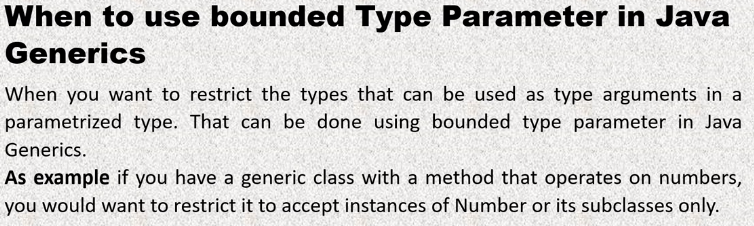 When to use bounded Type Parameter in Java
Generics
When you want to restrict the types that can be used as type arguments in a
parametrized type. That can be done using bounded type parameter in Java
Generics.
As example if you have a generic class with a method that operates on numbers,
you would want to restrict it to accept instances of Number or its subclasses only.